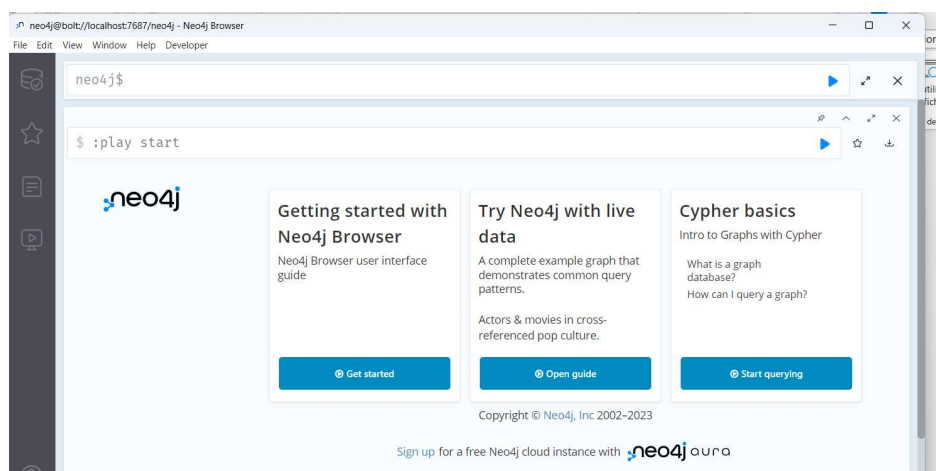 neo4j@bolt://localhost:7687/neo4j - Neo4j Browser
File Edit View Window Help Developer
neo4j$
$ :play start
neo4j
Getting started with
Neo4j Browser
Neo4j Browser user interface
guide
Get started
Try Neo4j with live
data
A complete example graph that
demonstrates common query
patterns.
Actors & movies in cross-
referenced pop culture.
Open guide
Cypher basics
Intro to Graphs with Cypher
What is a graph
database?
How can I query a graph?
Start querying
Copyright © Neo4j, Inc 2002–2023
Sign up for a free Neo4j cloud instance with neo4j aura